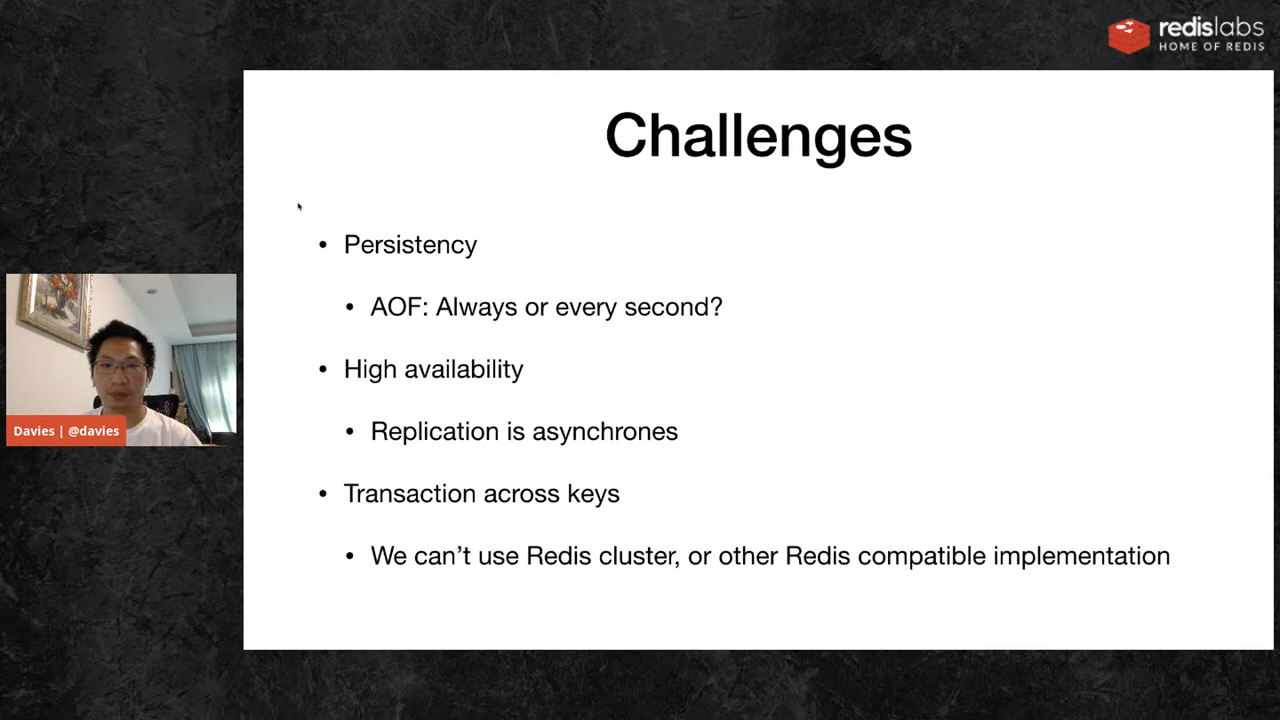 redislabs
HOME OF REDIS
Challenges
• Persistency
• AOF: Always or every second?
• High availability
• Replication is asynchrones
• Transaction across keys
• We can’t use Redis cluster, or other Redis compatible implementation
Davies | @davies